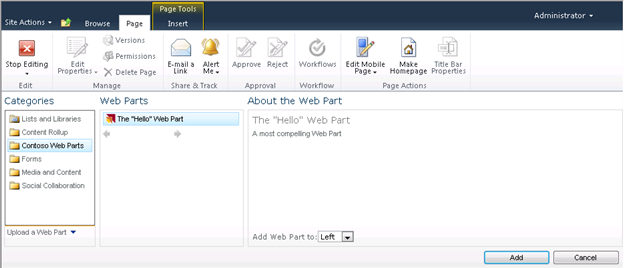 Page Tools
Site Actions Browse Page Insert Administrator
Stop Editing
Edit Properties
Versions
Permissions
Delete Page
E-mail a Link
Alert Me
Approve
Reject
Workflows
Edit Mobile Page
Make Homepage
Title Bar Properties
Edit Manage Share & Track Approval Workflow Page Actions
Categories
Lists and Libraries
Content Rollup
Contoso Web Parts
Forms
Media and Content
Social Collaboration
Upload a Web Part
Web Parts
The "Hello" Web Part
About the Web Part
The "Hello" Web Part
A most compelling Web Part
Add Web Part to: Left
Add Cancel